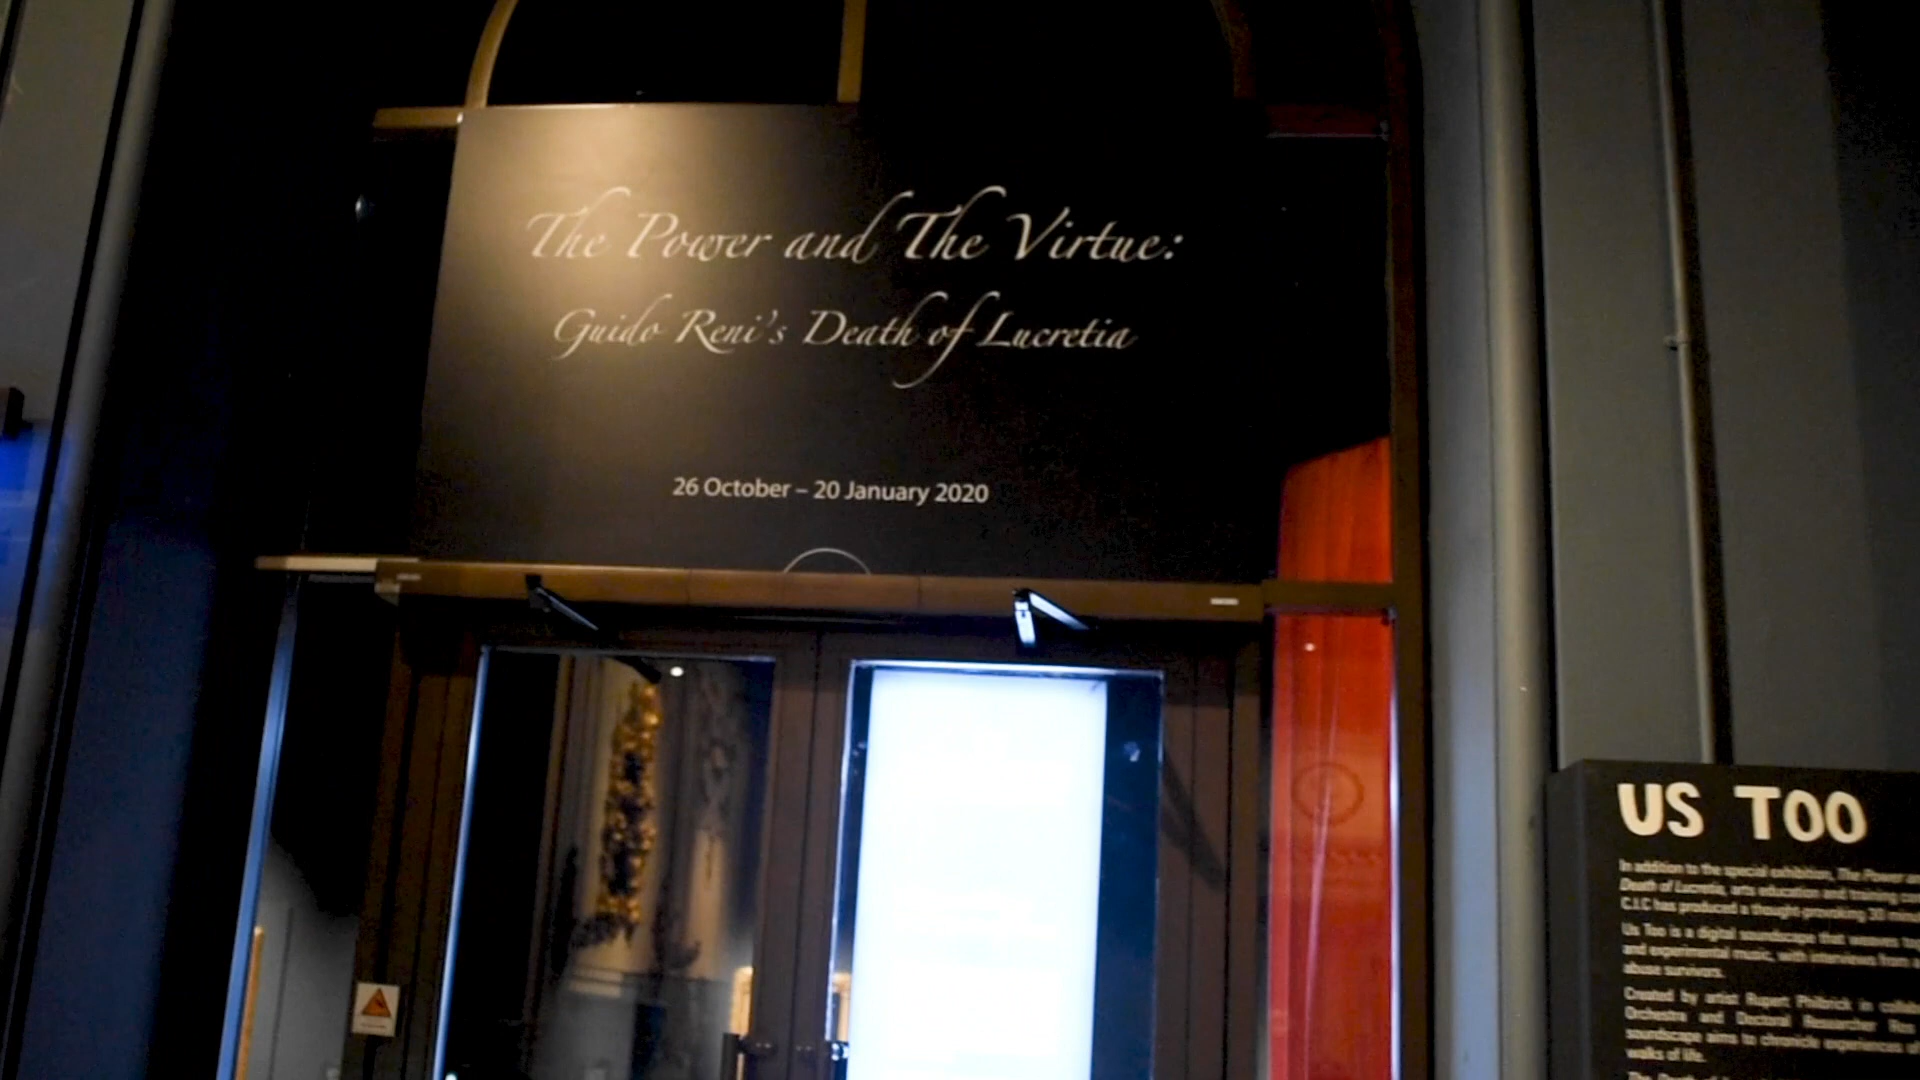 The Power and The Virtue:
Guido Reni's Death of Lucretia
26 October – 20 January 2020
US TOO
In addition to the special exhibition, The Power a
Death of Lucretia, arts education and training co
C.I.C has produced a thought-provoking 30 minu
Us Too is a digital soundscape that weaves
and experimental music, with interviews from
abuse survivors.
Created by artist Rupert Philbrick in
Orchestra and Doctoral Researcher
soundscape aims to chronicle experiences
walks of life.